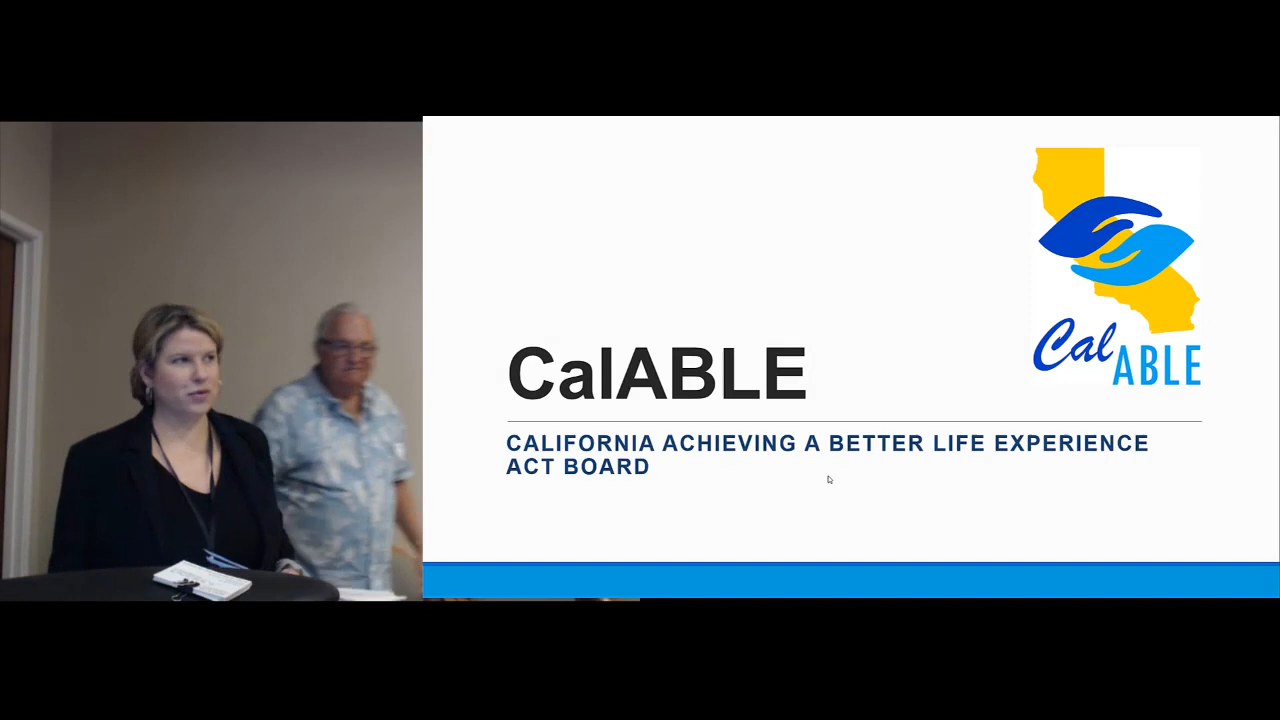 Cal
ABLE
CalABLE
CALIFORNIA ACHIEVING A BETTER LIFE EXPERIENCE
ACT BOARD